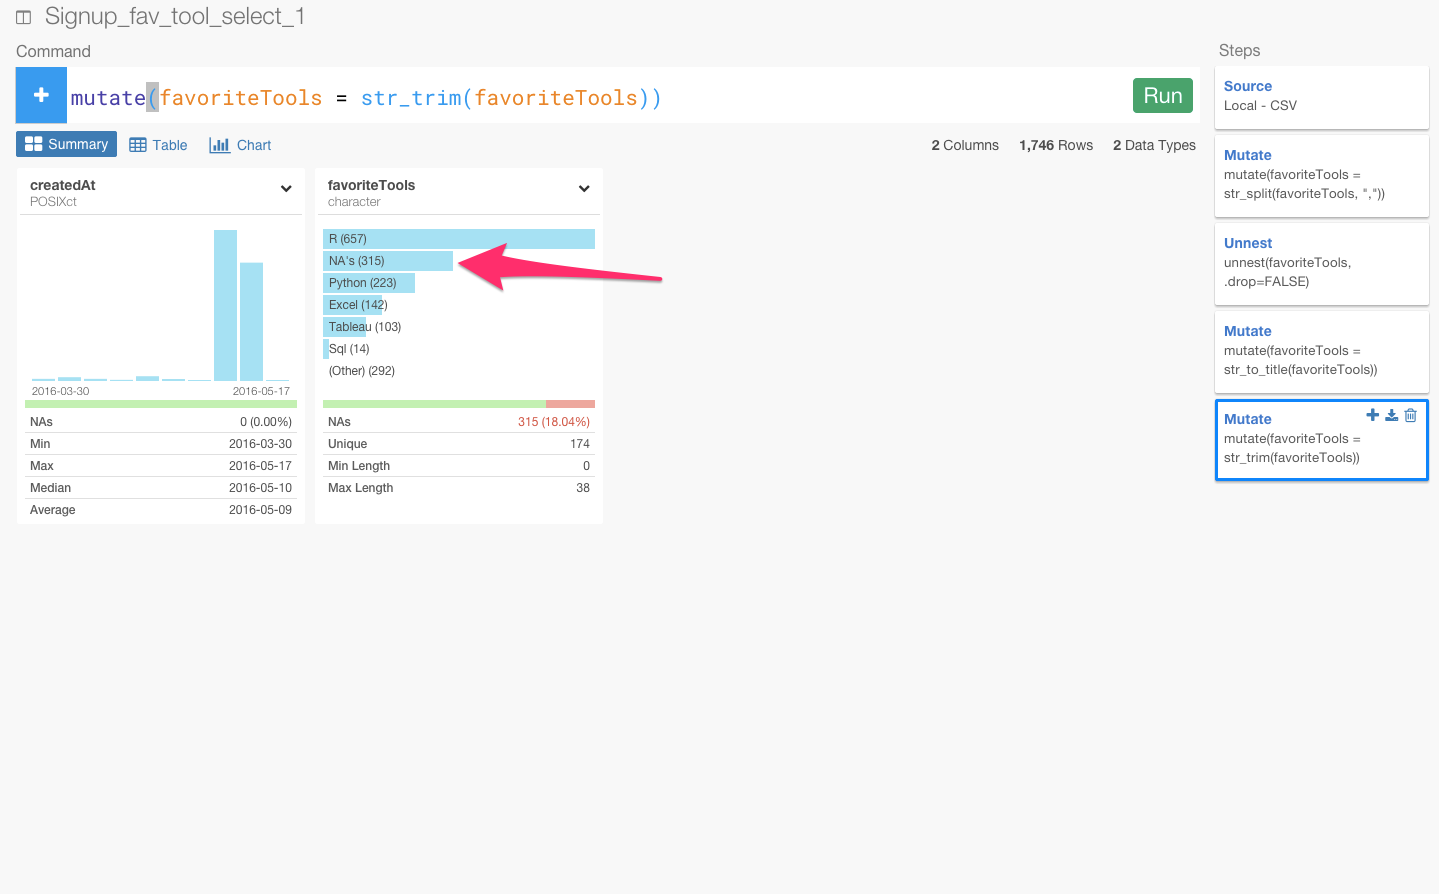 Signup_fav_tool_select_1
Command
mutate(favoriteTools = str_trim(favoriteTools))
Run
Summary Table Chart
2 Columns 1,746 Rows 2 Data Types
createdAt
POSIXct
2016-03-30 2016-05-17
NAs 0 (0.00%)
Min 2016-03-30
Max 2016-05-17
Median 2016-05-10
Average 2016-05-09
favoriteTools
character
R (657)
NA's (315)
Python (223)
Excel (142)
Tableau (103)
Sql (14)
(Other) (292)
NAs 315 (18.04%)
Unique 174
Min Length 0
Max Length 38
Steps
Source
Local - CSV
Mutate
mutate(favoriteTools =
str_split(favoriteTools, ","))
Unnest
unnest(favoriteTools,
.drop=FALSE)
Mutate
mutate(favoriteTools =
str_to_title(favoriteTools))
Mutate
mutate(favoriteTools =
str_trim(favoriteTools))